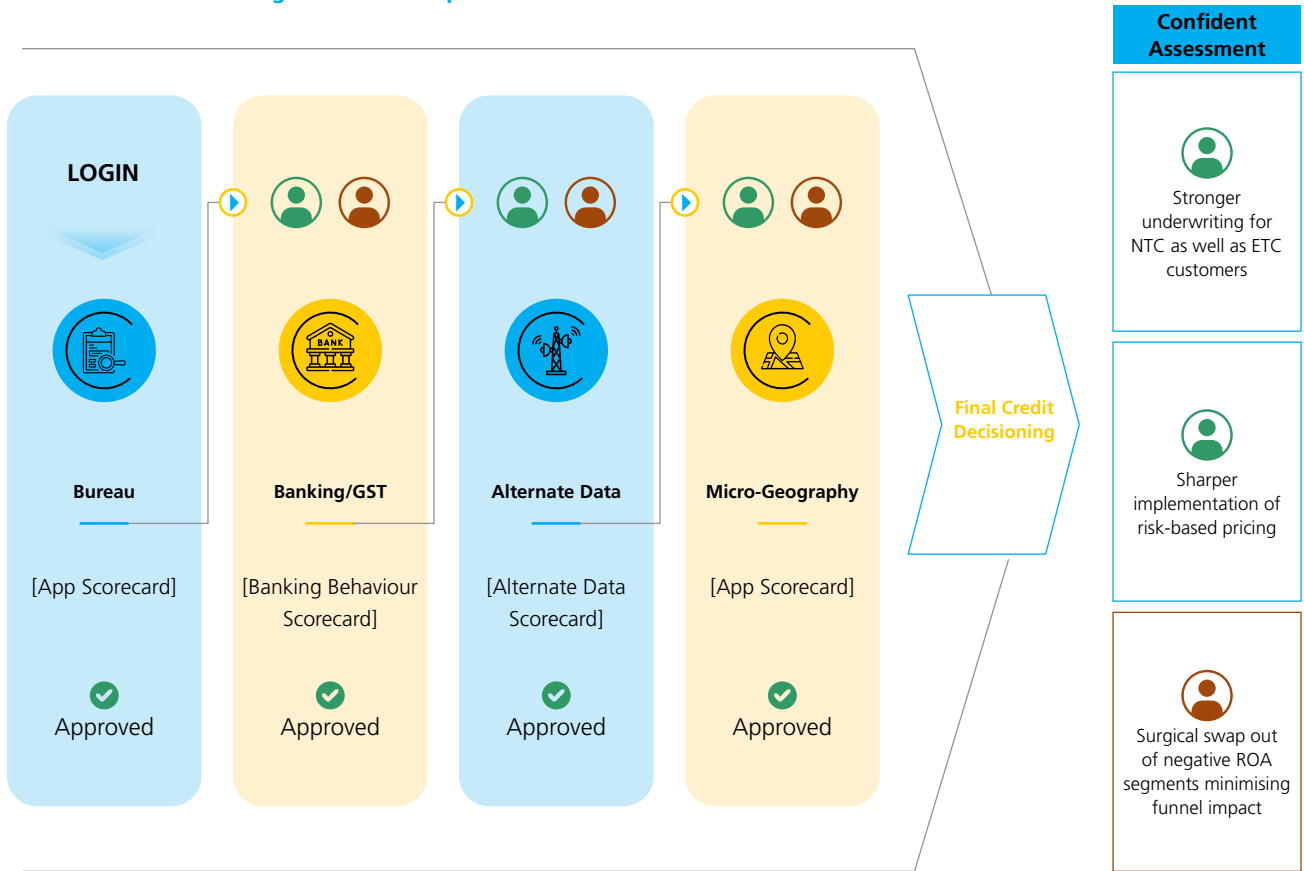 Confident
Assessment
LOGIN
BANK
Bureau
Banking/GST
Alternate Data
Micro-Geography
[App Scorecard]
[Banking Behaviour
Scorecard]
[Alternate Data
Scorecard]
[App Scorecard]
Approved
Approved
Approved
Approved
Final Credit
Decisioning
Stronger
underwriting for
NTC as well as ETC
customers
Sharper
implementation of
risk-based pricing
Surgical swap out
of negative ROA
segments minimising
funnel impact